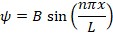 ψ = B sin(nπx/L)